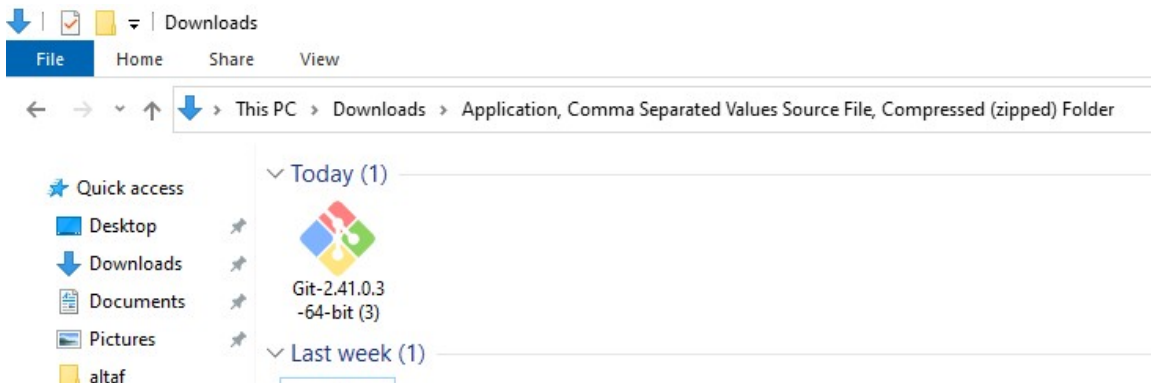 Downloads
File Home Share View
This PC > Downloads > Application, Comma Separated Values Source File, Compressed (zipped) Folder
Quick access
Desktop
Downloads
Documents
Pictures
altaf
Today (1)
Git-2.41.0.3
-64-bit (3)
Last week (1)